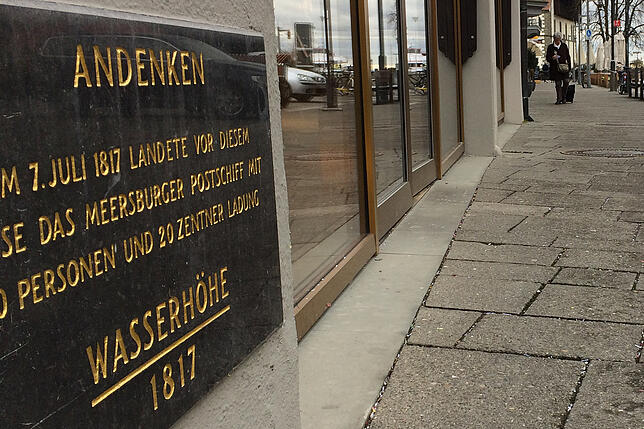 ANDENKEN
M 7. JULI 1817 LANDETE VOR DIESEM
SE DAS MEERSBURGER POSTSCHIFF MIT
0 PERSONEN UND 20 ZENTNER LADUNG
WASSERHÖHE
1817